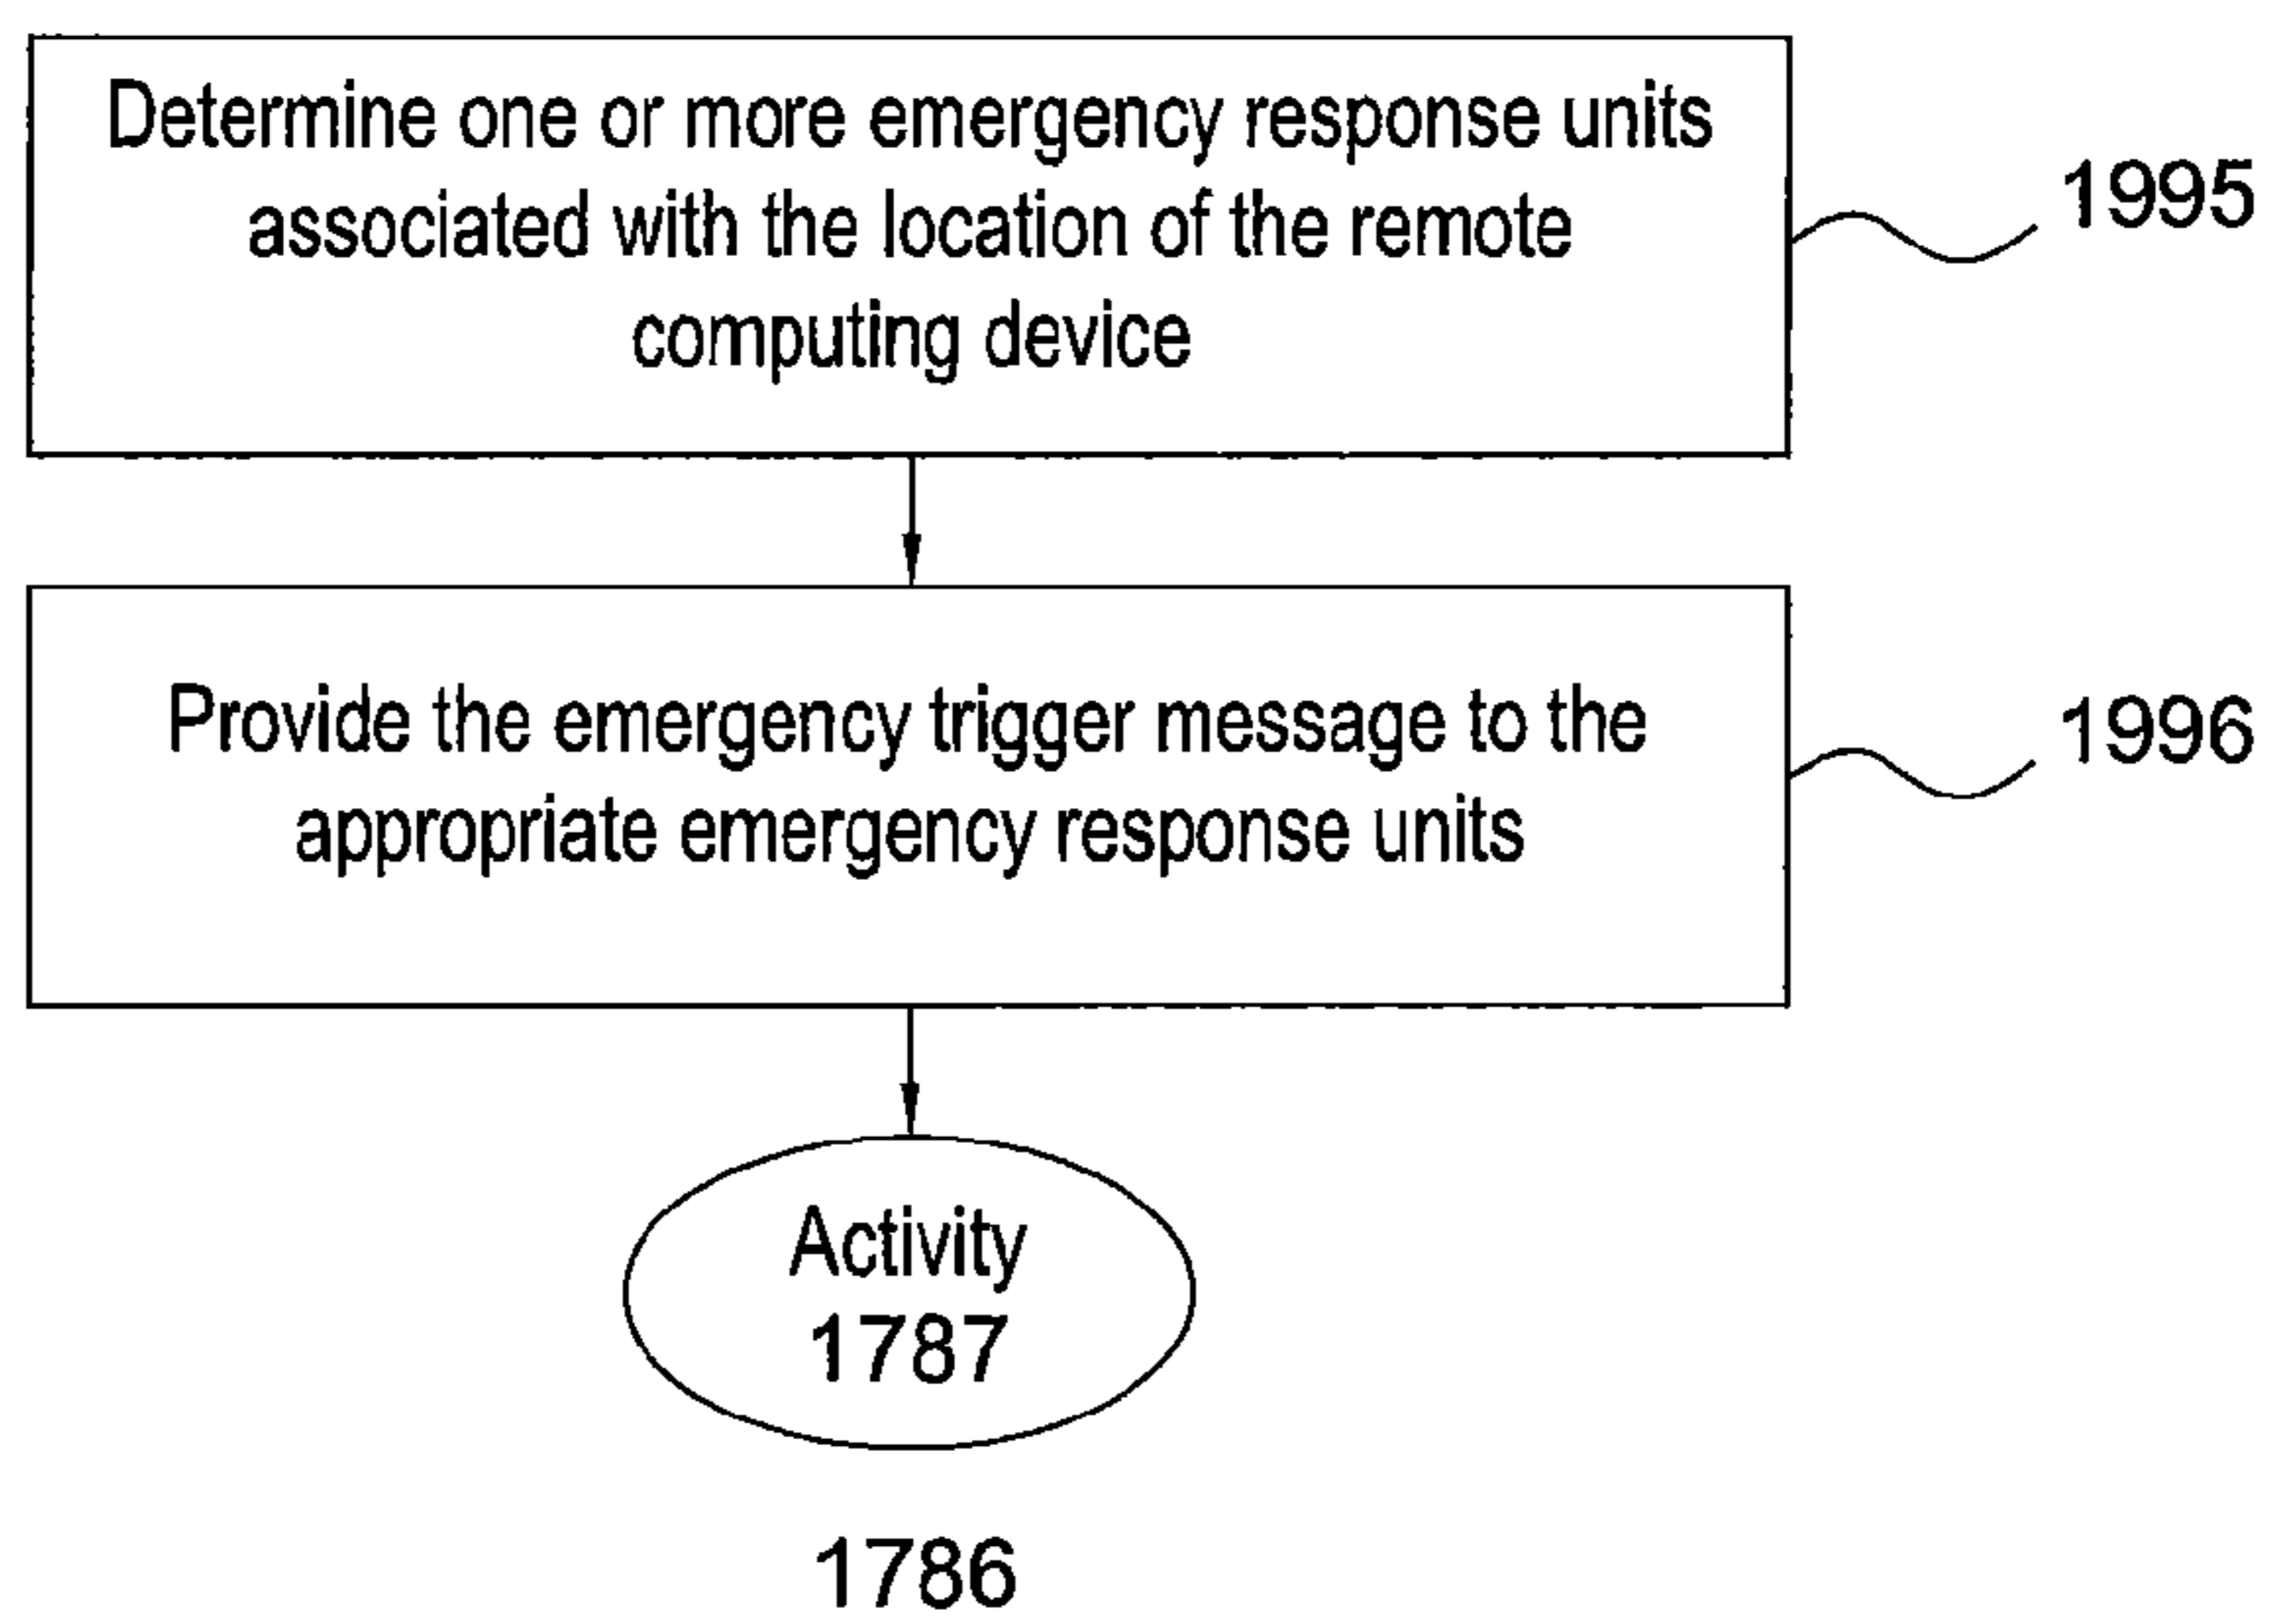 Determine one or more emergency response units
associated with the location of the remote
computing device
1995
Provide the emergency trigger message to the
appropriate emergency response units
1996
Activity
1787
1786